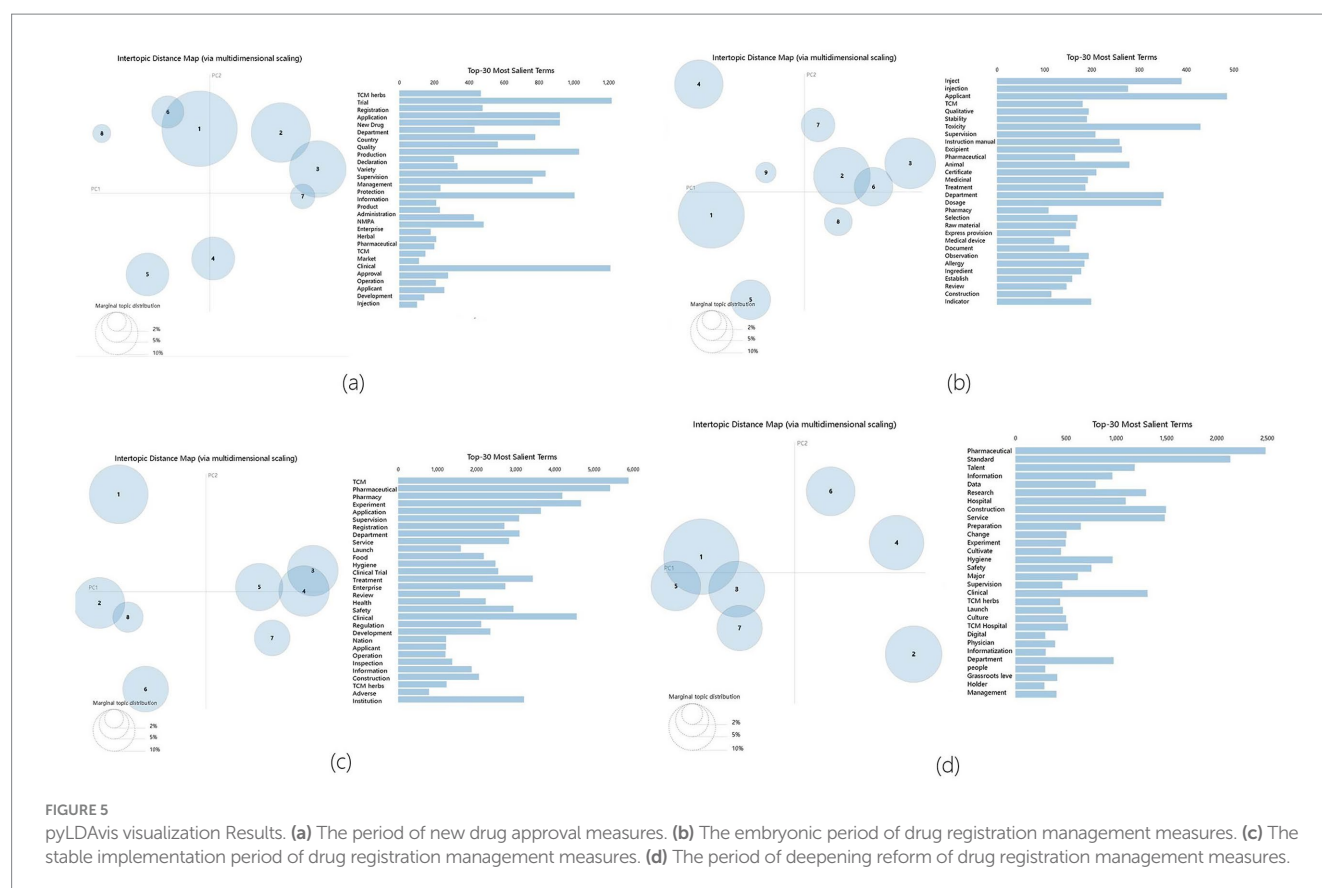 Intertopic Distance Map (via multidimensional scaling)
PC2
PC1
6
1
2
8
3
7
4
5
Marginal topic distribution
2%
5%
10%
Top-30 Most Salient Terms
0 200 400 600 800 1,000 1,200
TCM herbs
Trial
Registration
Application
New Drug
Department
Country
Quality
Production
Declaration
Variety
Supervision
Management
Protection
Information
Product
Administration
NMPA
Enterprise
Herbal
Pharmaceutical
TCM
Market
Clinical
Approval
Operation
Applicant
Development
Injection
(a)
Intertopic Distance Map (via multidimensional scaling)
PC2
PC1
4
7
3
9
2
6
1
8
5
Marginal topic distribution
2%
5%
10%
Top-30 Most Salient Terms
0 100 200 300 400 500
Inject
injection
Applicant
TCM
Qualitative
Stability
Toxicity
Supervision
Instruction manual
Excipient
Pharmaceutical
Animal
Certificate
Medicinal
Treatment
Department
Dosage
Pharmacy
Selection
Raw material
Express provision
Medical device
Document
Observation
Allergy
Ingredient
Establish
Review
Construction
Indicator
(b)
Intertopic Distance Map (via multidimensional scaling)
PC2
PC1
1
3
5
4
2
8
7
6
Marginal topic distribution
2%
5%
10%
Top-30 Most Salient Terms
0 1,000 2,000 3,000 4,000 5,000 6,000
TCM
Pharmaceutical
Pharmacy
Experiment
Application
Supervision
Registration
Department
Service
Launch
Food
Hygiene
Clinical Trial
Treatment
Enterprise
Review
Health
Safety
Clinical
Regulation
Development
Nation
Applicant
Operation
Inspection
Information
Construction
TCM herbs
Adverse
Institution
(c)
Intertopic Distance Map (via multidimensional scaling)
PC2
PC1
6
4
1
5
3
7
2
Marginal topic distribution
2%
5%
10%
Top-30 Most Salient Terms
0 500 1,000 1,500 2,000 2,500
Pharmaceutical
Standard
Talent
Information
Data
Research
Hospital
Construction
Service
Preparation
Change
Experiment
Cultivate
Hygiene
Safety
Major
Supervision
Clinical
TCM herbs
Launch
Culture
TCM Hospital
Digital
Physician
Informatization
Department
people
Grassroots leve
Holder
Management
(d)
FIGURE 5
pyLDAvis visualization Results. (a) The period of new drug approval measures. (b) The embryonic period of drug registration management measures. (c) The
stable implementation period of drug registration management measures. (d) The period of deepening reform of drug registration management measures.